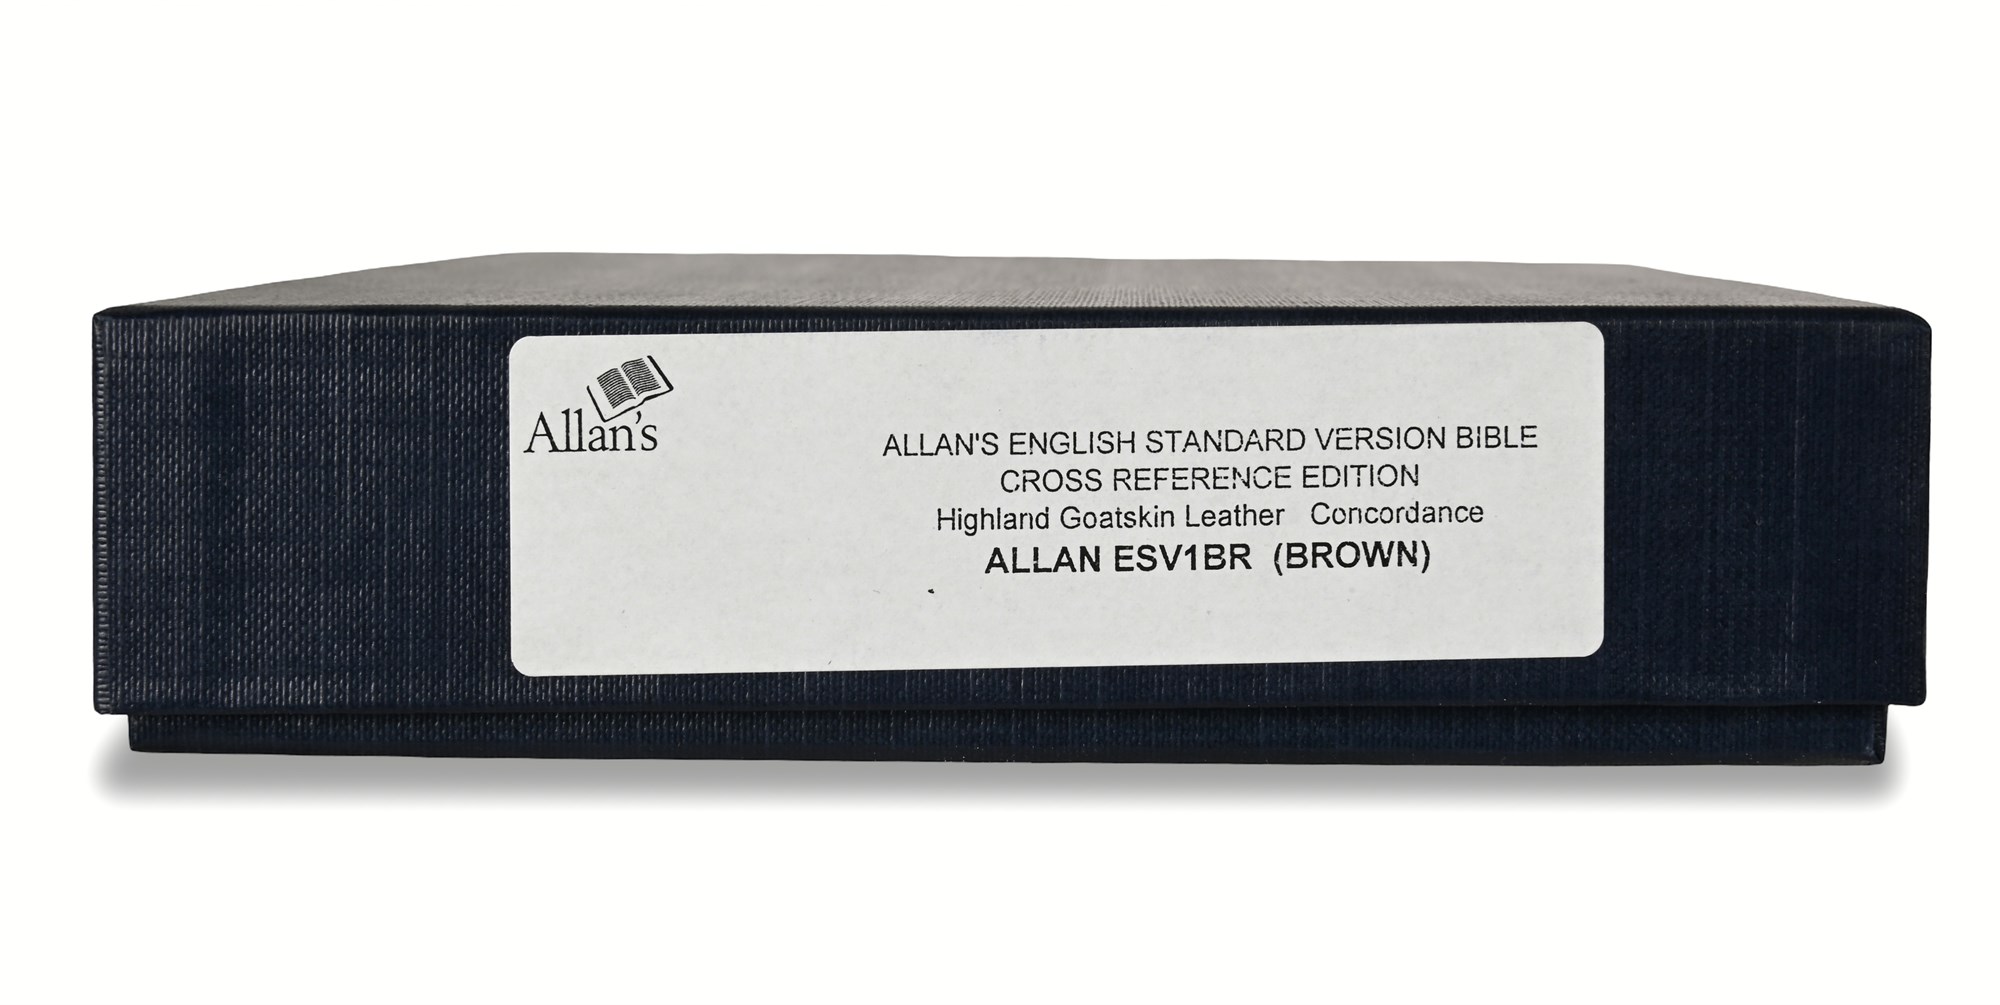 Allan's
ALLAN'S ENGLISH STANDARD VERSION BIBLE
CROSS REFERENCE EDITION
Highland Goatskin Leather   Concordance
ALLAN ESV1BR  (BROWN)